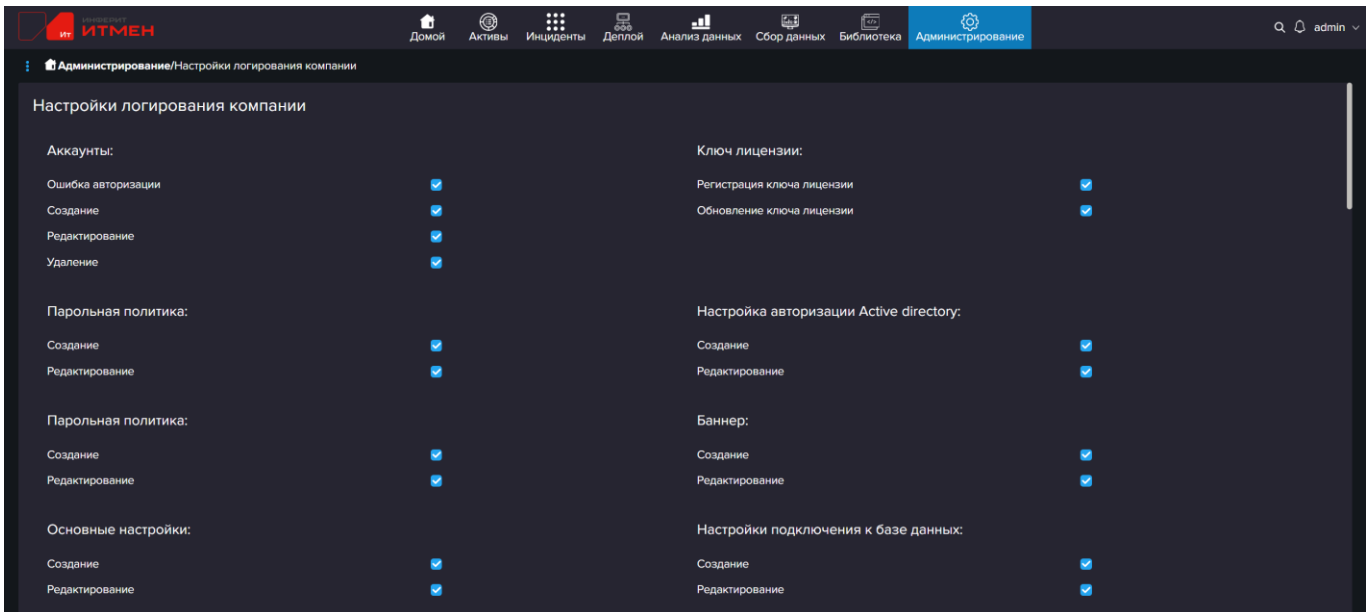 ИНФЕРИТ
Ит ИТМЕН
Домой Активы Инциденты Деплой Анализ данных Сбор данных Библиотека Администрирование admin
Администрирование/Настройки логирования компании
Настройки логирования компании
Аккаунты:
Ошибка авторизации
Создание
Редактирование
Удаление
Ключ лицензии:
Регистрация ключа лицензии
Обновление ключа лицензии
Парольная политика:
Создание
Редактирование
Настройка авторизации Active directory:
Создание
Редактирование
Парольная политика:
Создание
Редактирование
Баннер:
Создание
Редактирование
Основные настройки:
Создание
Редактирование
Настройки подключения к базе данных:
Создание
Редактирование